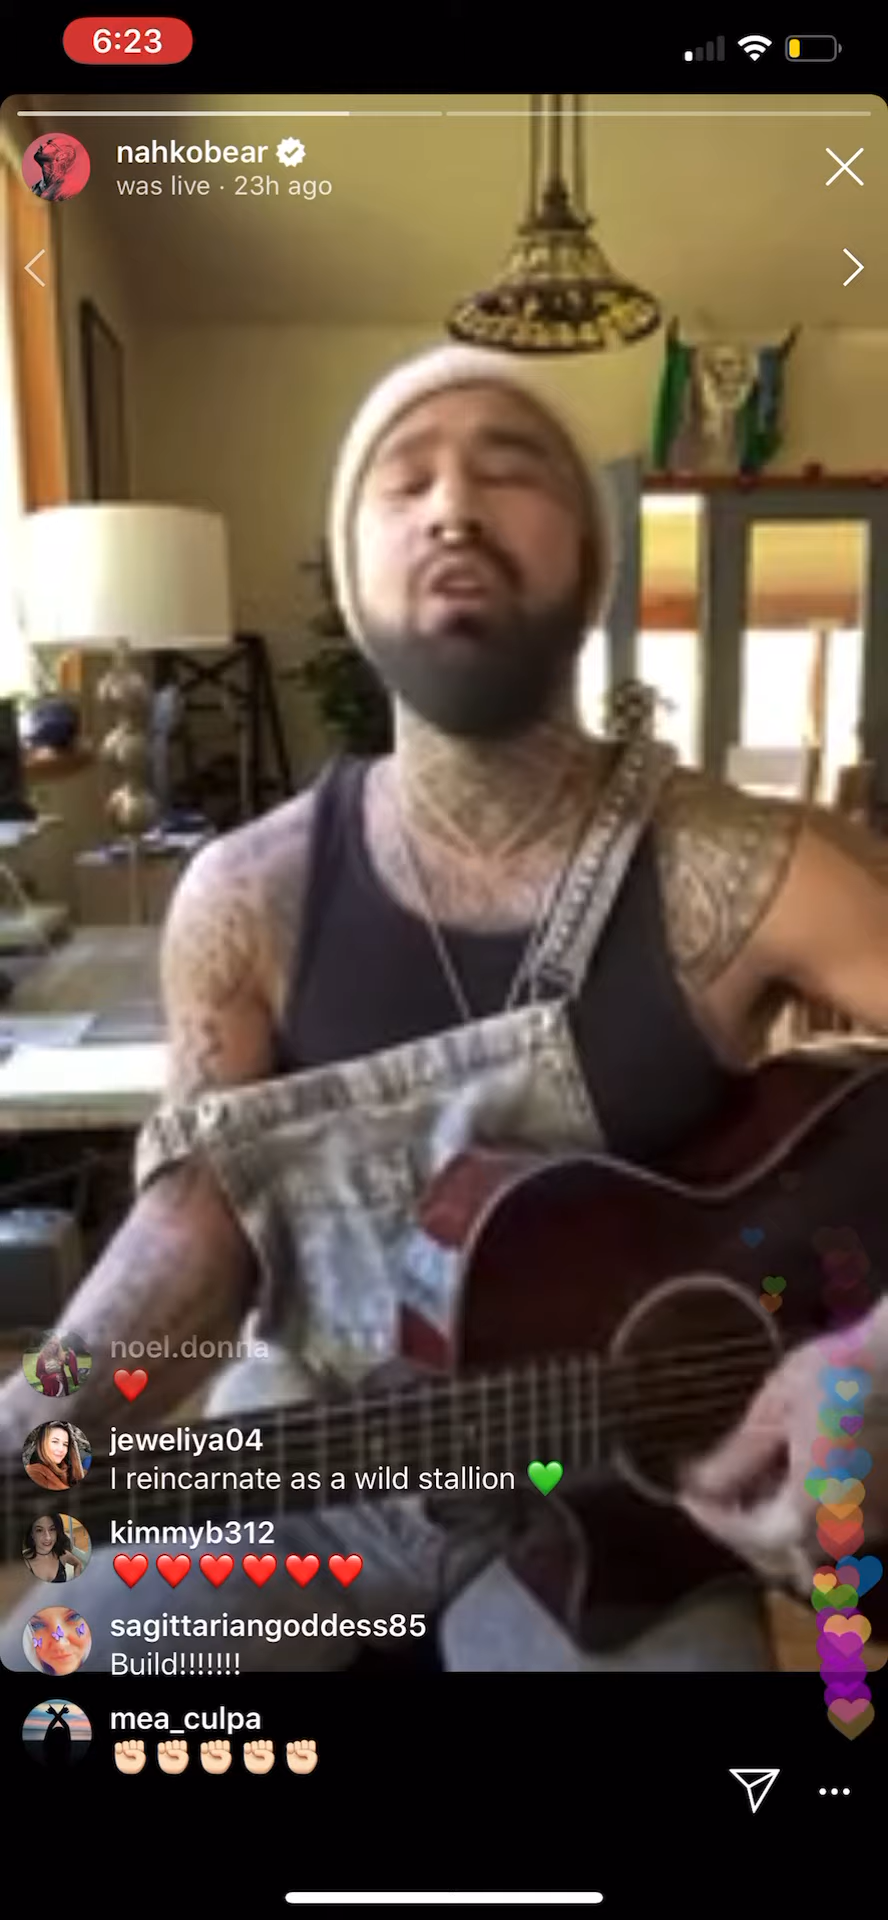 6:23
nahkobear
was live · 23h ago
noel.donna
❤️
jeweliya04
I reincarnate as a wild stallion 💚
kimmyb312
❤️❤️❤️❤️❤️❤️
sagittariangoddess85
Build!!!!!!!
mea_culpa
✊🏼✊🏼✊🏼✊🏼✊🏼